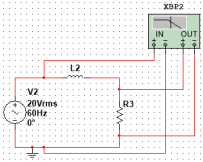 XBP2
IN OUT
L2
V2
20Vrms
60Hz
0°
R3